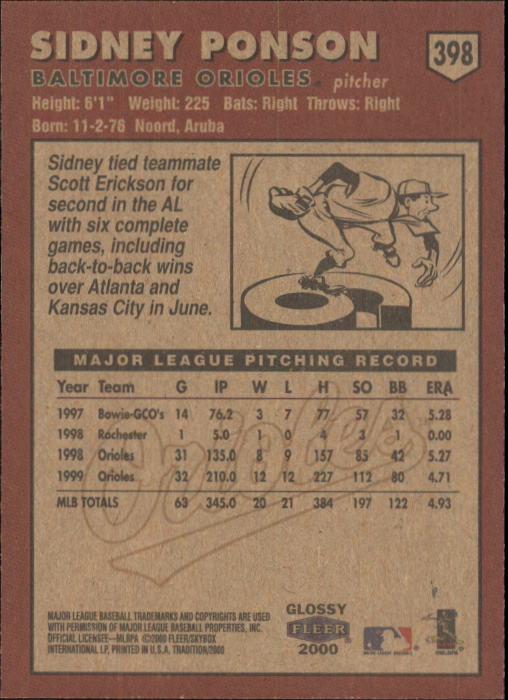 SIDNEY PONSON
398
BALTIMORE ORIOLES® pitcher
Height: 6'1" Weight: 225 Bats: Right Throws: Right
Born: 11-2-76 Noord, Aruba
Sidney tied teammate
Scott Erickson for
second in the AL
with six complete
games, including
back-to-back wins
over Atlanta and
Kansas City in June.
MAJOR LEAGUE PITCHING RECORD
Year Team G IP W L H SO BB ERA
1997 Bowie-GCO's 14 76.2 3 7 77 57 32 5.28
1998 Rochester 1 5.0 1 0 4 3 1 0.00
1998 Orioles 31 135.0 8 9 157 85 42 5.27
1999 Orioles 32 210.0 12 12 227 112 80 4.71
MLB TOTALS 63 345.0 20 21 384 197 122 4.93
Orioles
MAJOR LEAGUE BASEBALL TRADEMARKS AND COPYRIGHTS ARE USED
WITH PERMISSION OF MAJOR LEAGUE BASEBALL PROPERTIES, INC.
OFFICIAL LICENSEE—MLBPA ©2000 FLEER/SKYBOX
INTERNATIONAL LP, PRINTED IN U.S.A. TRADITION/2000
GLOSSY
FLEER
2000